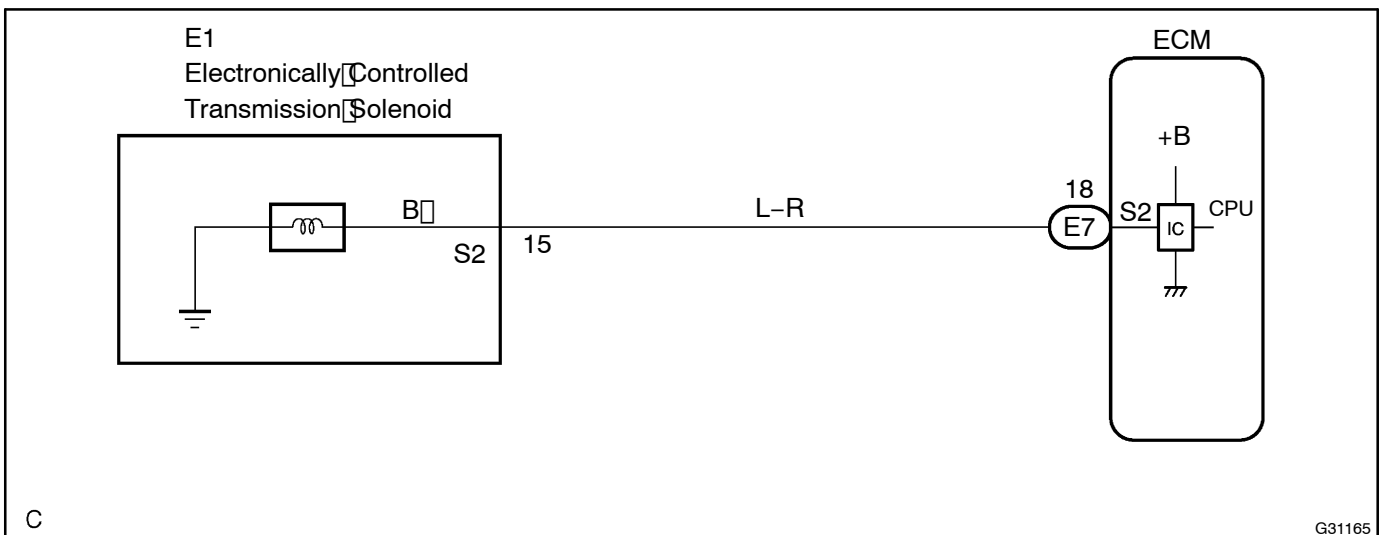 E1
Electronically▯Controlled
Transmission▯Solenoid
ECM
+B
18
B▯
L−R
E7
S2
IC
CPU
S2
15
C
G31165